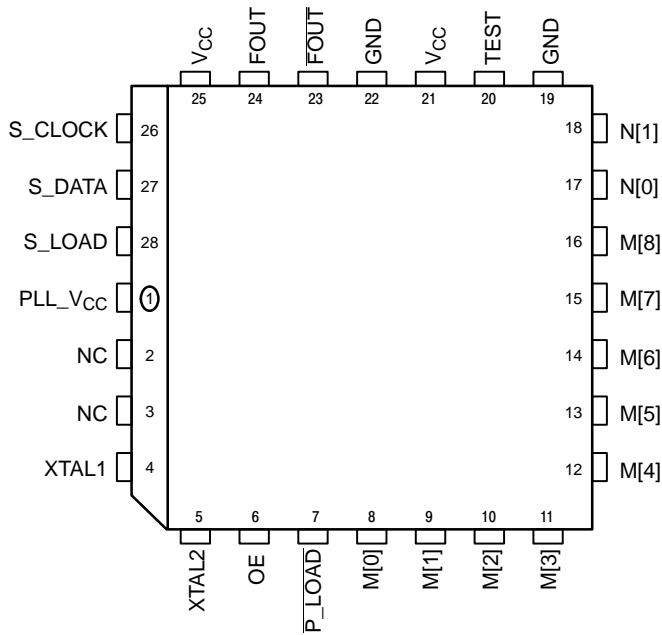 VCC FOUT FOUT GND VCC TEST GND
25 24 23 22 21 20 19
S_CLOCK 26 18 N[1]
S_DATA 27 17 N[0]
S_LOAD 28 16 M[8]
PLL_VCC 1 15 M[7]
NC 2 14 M[6]
NC 3 13 M[5]
XTAL1 4 12 M[4]
5 6 7 8 9 10 11
XTAL2 OE P_LOAD M[0] M[1] M[2] M[3]